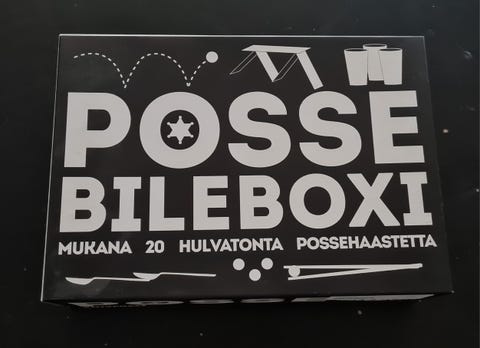 POSSE
BILEBOXI
MUKANA 20 HULVATONTA POSSEHAASTETTA